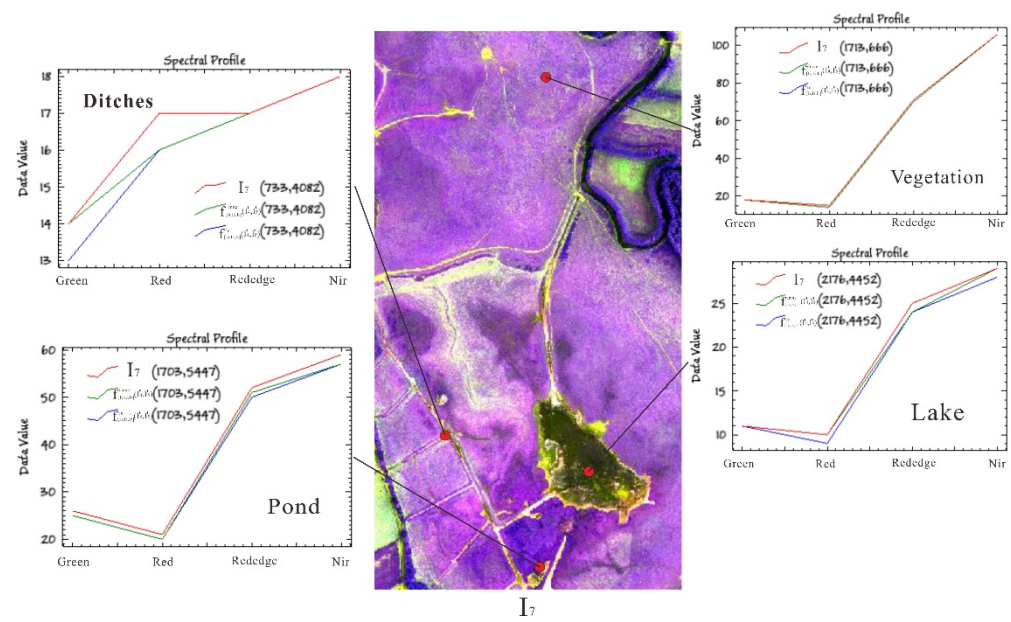 Spectral Profile
Ditches
Data Value
18
17
16
15
14
13
I7 (733,4082)
(733,4082)
(733,4082)
Green Red Rededge Nir
Spectral Profile
Data Value
60
50
40
30
20
I7 (1703,5447)
(1703,5447)
(1703,5447)
Pond
Green Red Rededge Nir
I7
Spectral Profile
Data Value
100
80
60
40
20
I7 (1713,666)
(1713,666)
(1713,666)
Vegetation
Green Red Rededge Nir
Spectral Profile
Data Value
25
20
15
10
I7 (2176,4452)
(2176,4452)
(2176,4452)
Lake
Green Red Rededge Nir